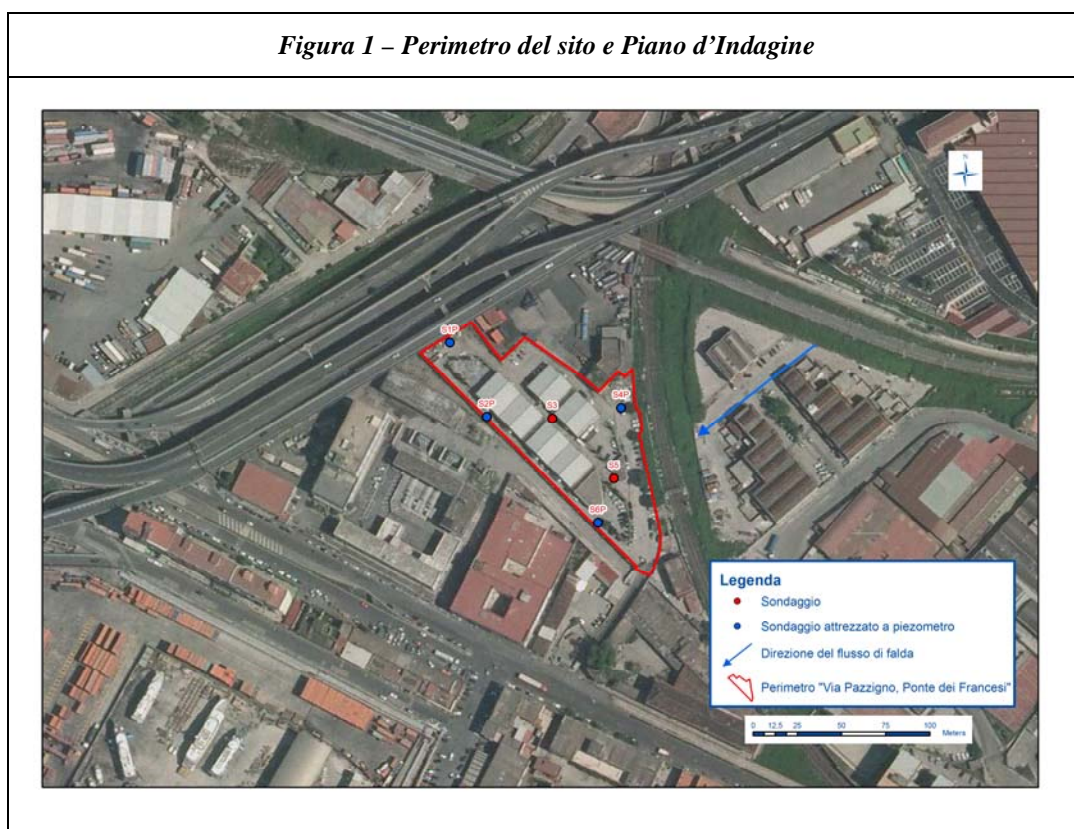 Figura 1 – Perimetro del sito e Piano d'Indagine
N
S1P
S2P
S3
S4P
S5
S6P
Legenda
Sondaggio
Sondaggio attrezzato a piezometro
Direzione del flusso di falda
Perimetro "Via Pazzigno, Ponte dei Francesi"
0 12.5 25 50 75 100
Meters